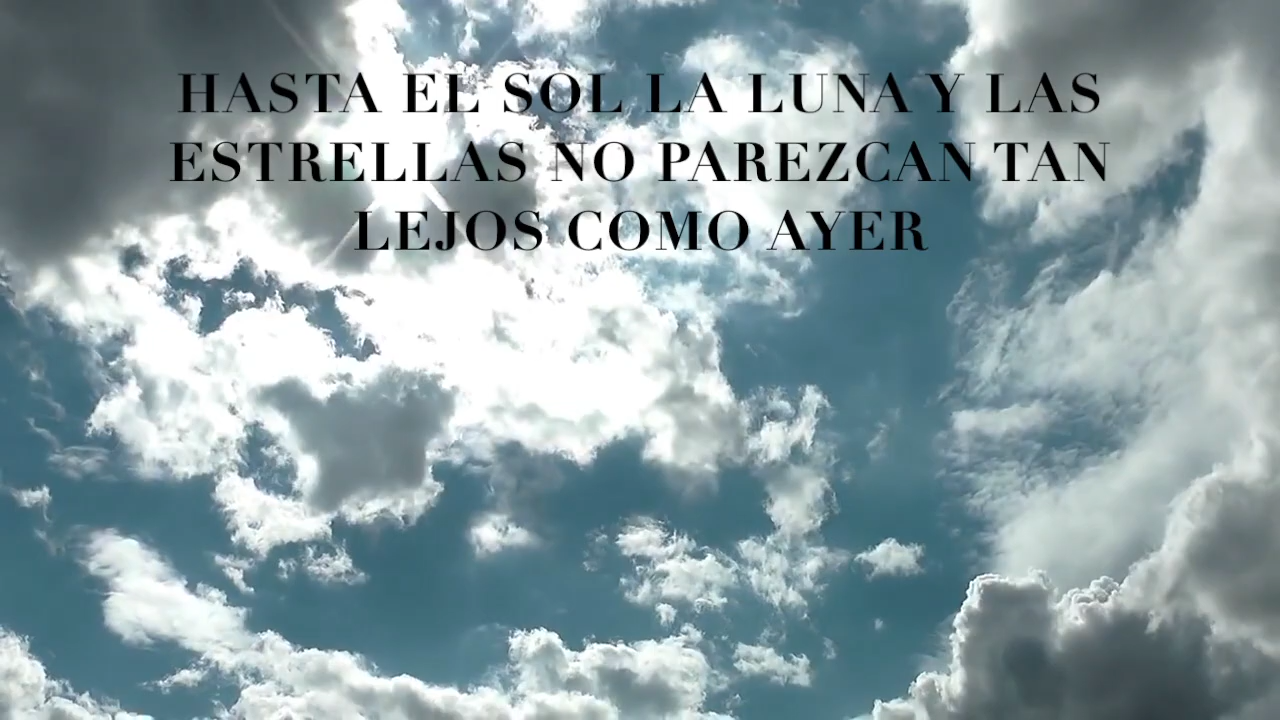 HASTA EL SOL LA LUNA Y LAS
ESTRELLAS NO PAREZCAN TAN
LEJOS COMO AYER